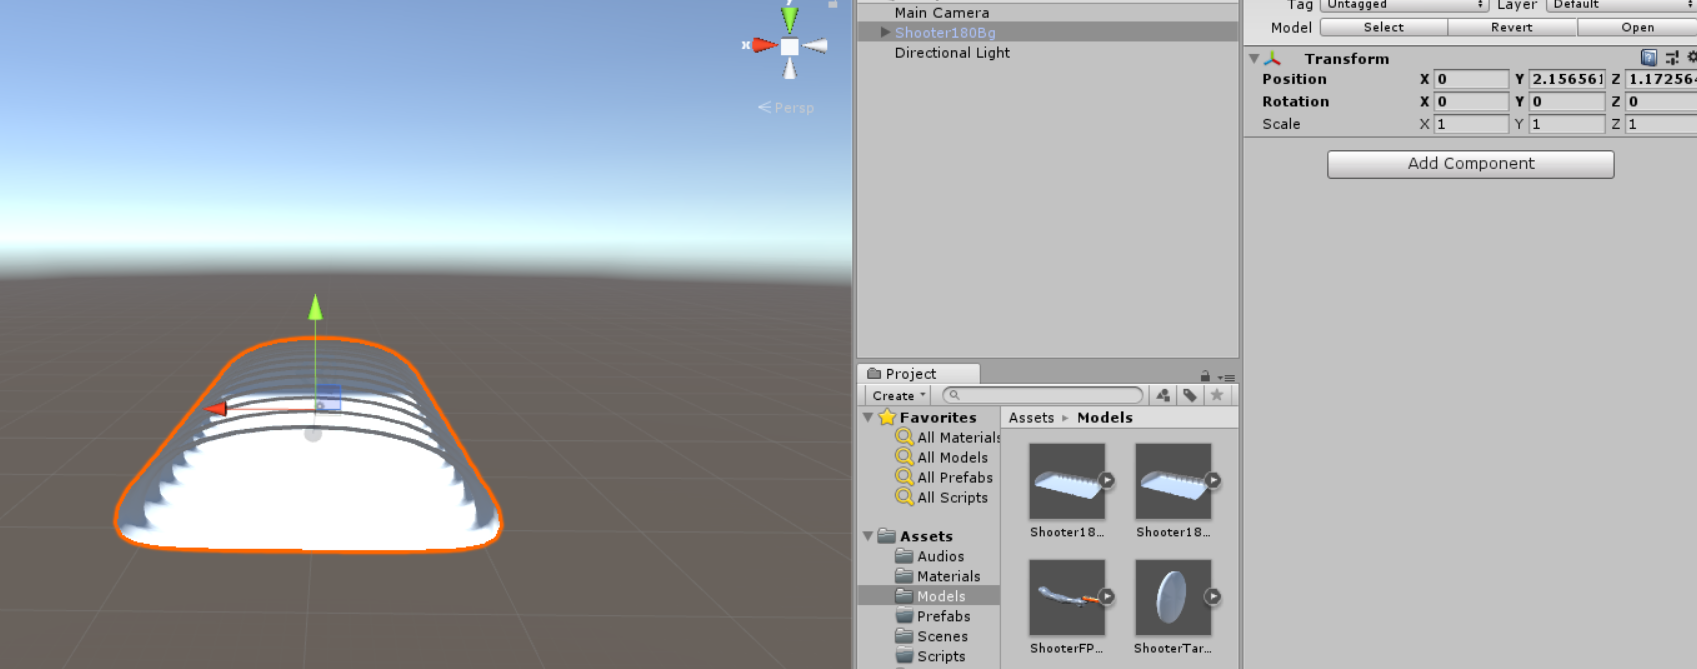 y
x
Persp
Main Camera
Shooter180Bg
Directional Light
Tag Untagged Layer Default
Model Select Revert Open
Transform
Position X 0 Y 2.156561 Z 1.172564
Rotation X 0 Y 0 Z 0
Scale X 1 Y 1 Z 1
Add Component
Project
Create
Favorites
All Materials
All Models
All Prefabs
All Scripts
Assets
Audios
Materials
Models
Prefabs
Scenes
Scripts
Assets Models
Shooter18... Shooter18...
ShooterFP... ShooterTar...